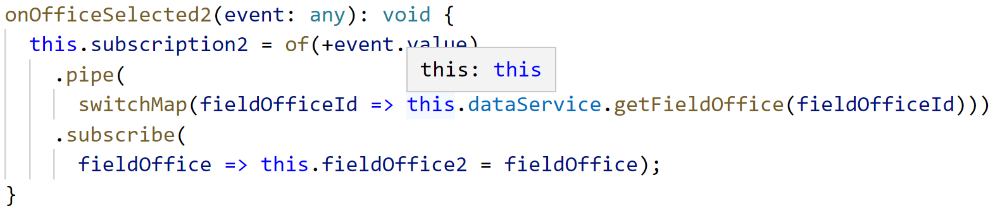 onOfficeSelected2(event: any): void {
this.subscription2 = of(+event.value)
this: this
.pipe(
switchMap(fieldOfficeId => this.dataService.getFieldOffice(fieldOfficeId)))
.subscribe(
fieldOffice => this.fieldOffice2 = fieldOffice);
}